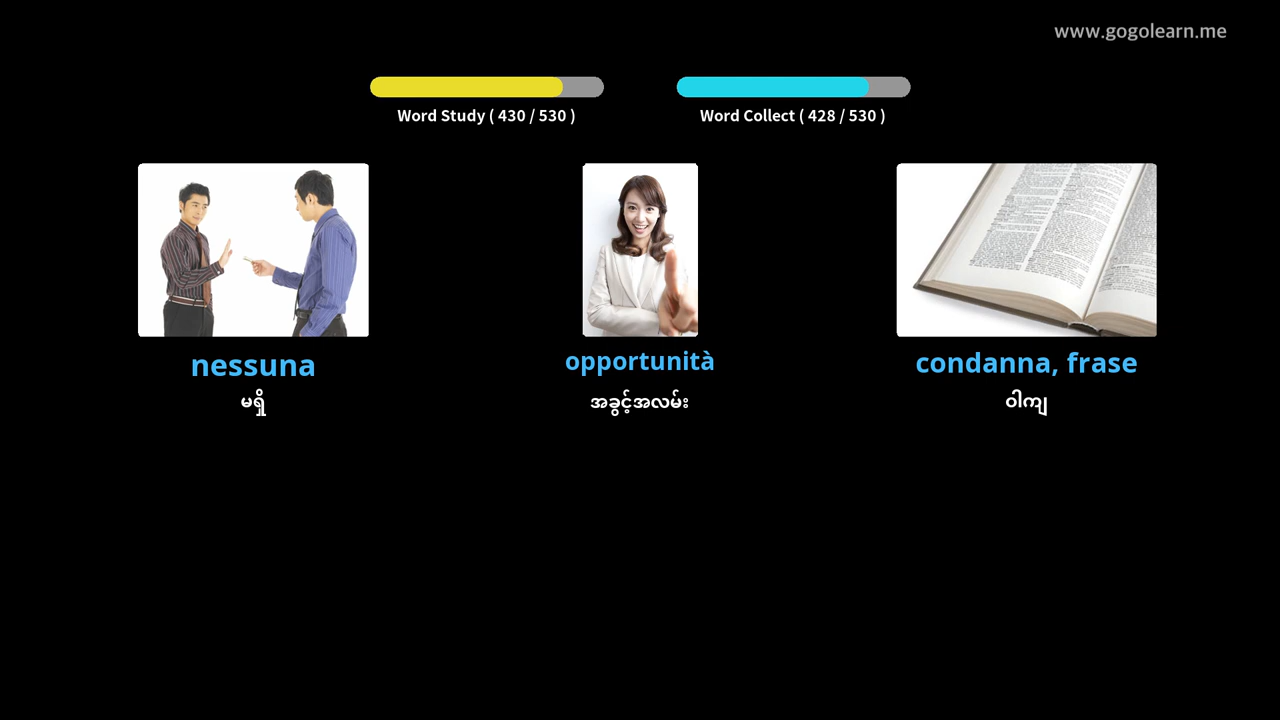 www.gogolearn.me
Word Study ( 430 / 530 )
Word Collect ( 428 / 530 )
nessuna
opportunità
condanna, frase
မရှိ
အခွင့်အလမ်း
ဝါကျ